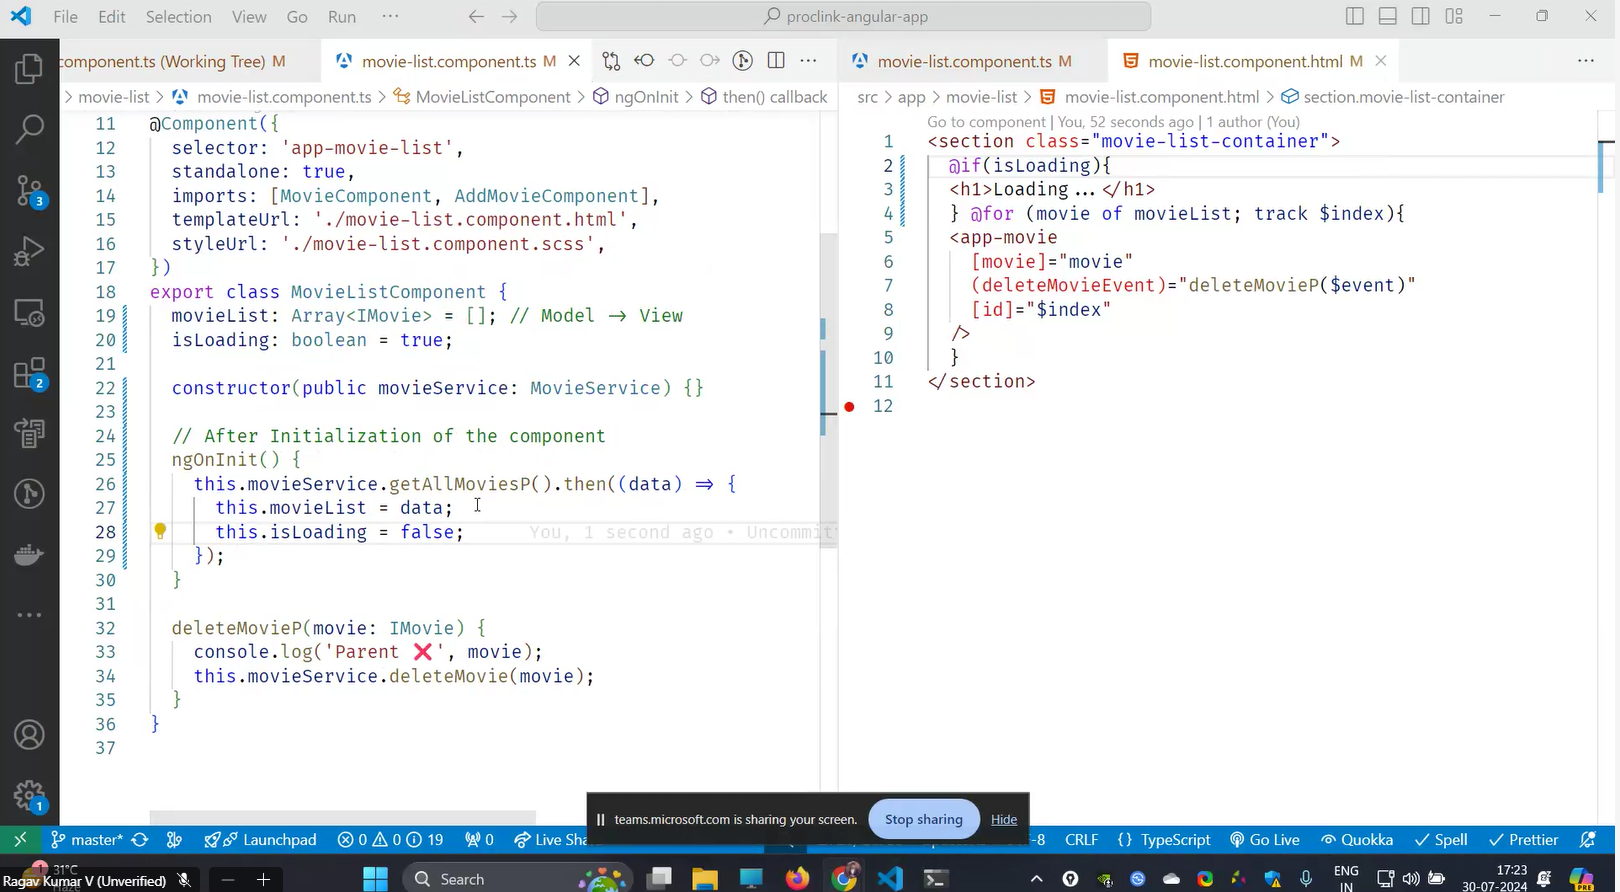 File Edit Selection View Go Run ··· ← → proclink-angular-app
component.ts (Working Tree) M movie-list.component.ts M × ··· movie-list.component.ts M movie-list.component.html M × ···
> movie-list > movie-list.component.ts > MovieListComponent > ngOnInit > then() callback
11 @Component({
12 selector: 'app-movie-list',
13 standalone: true,
14 imports: [MovieComponent, AddMovieComponent],
15 templateUrl: './movie-list.component.html',
16 styleUrl: './movie-list.component.scss',
17 })
18 export class MovieListComponent {
19 movieList: Array<IMovie> = []; // Model → View
20 isLoading: boolean = true;
21
22 constructor(public movieService: MovieService) {}
23
24 // After Initialization of the component
25 ngOnInit() {
26 this.movieService.getAllMoviesP().then((data) ⇒ {
27 this.movieList = data;
28 this.isLoading = false; You, 1 second ago • Uncommit
29 });
30 }
31
32 deleteMovieP(movie: IMovie) {
33 console.log('Parent ❌', movie);
34 this.movieService.deleteMovie(movie);
35 }
36 }
37
src > app > movie-list > movie-list.component.html > section.movie-list-container
Go to component | You, 52 seconds ago | 1 author (You)
1 <section class="movie-list-container">
2 @if(isLoading){
3 <h1>Loading...</h1>
4 } @for (movie of movieList; track $index){
5 <app-movie
6 [movie]="movie"
7 (deleteMovieEvent)="deleteMovieP($event)"
8 [id]="$index"
9 />
10 }
11 </section>
12
3
2
1
teams.microsoft.com is sharing your screen. Stop sharing Hide
master* Launchpad 0 0 19 0 Live Sha -8 CRLF {} TypeScript Go Live Quokka Spell Prettier
31°C
Ragav Kumar V (Unverified) − + Search ENG IN 17:23 30-07-2024 PRE